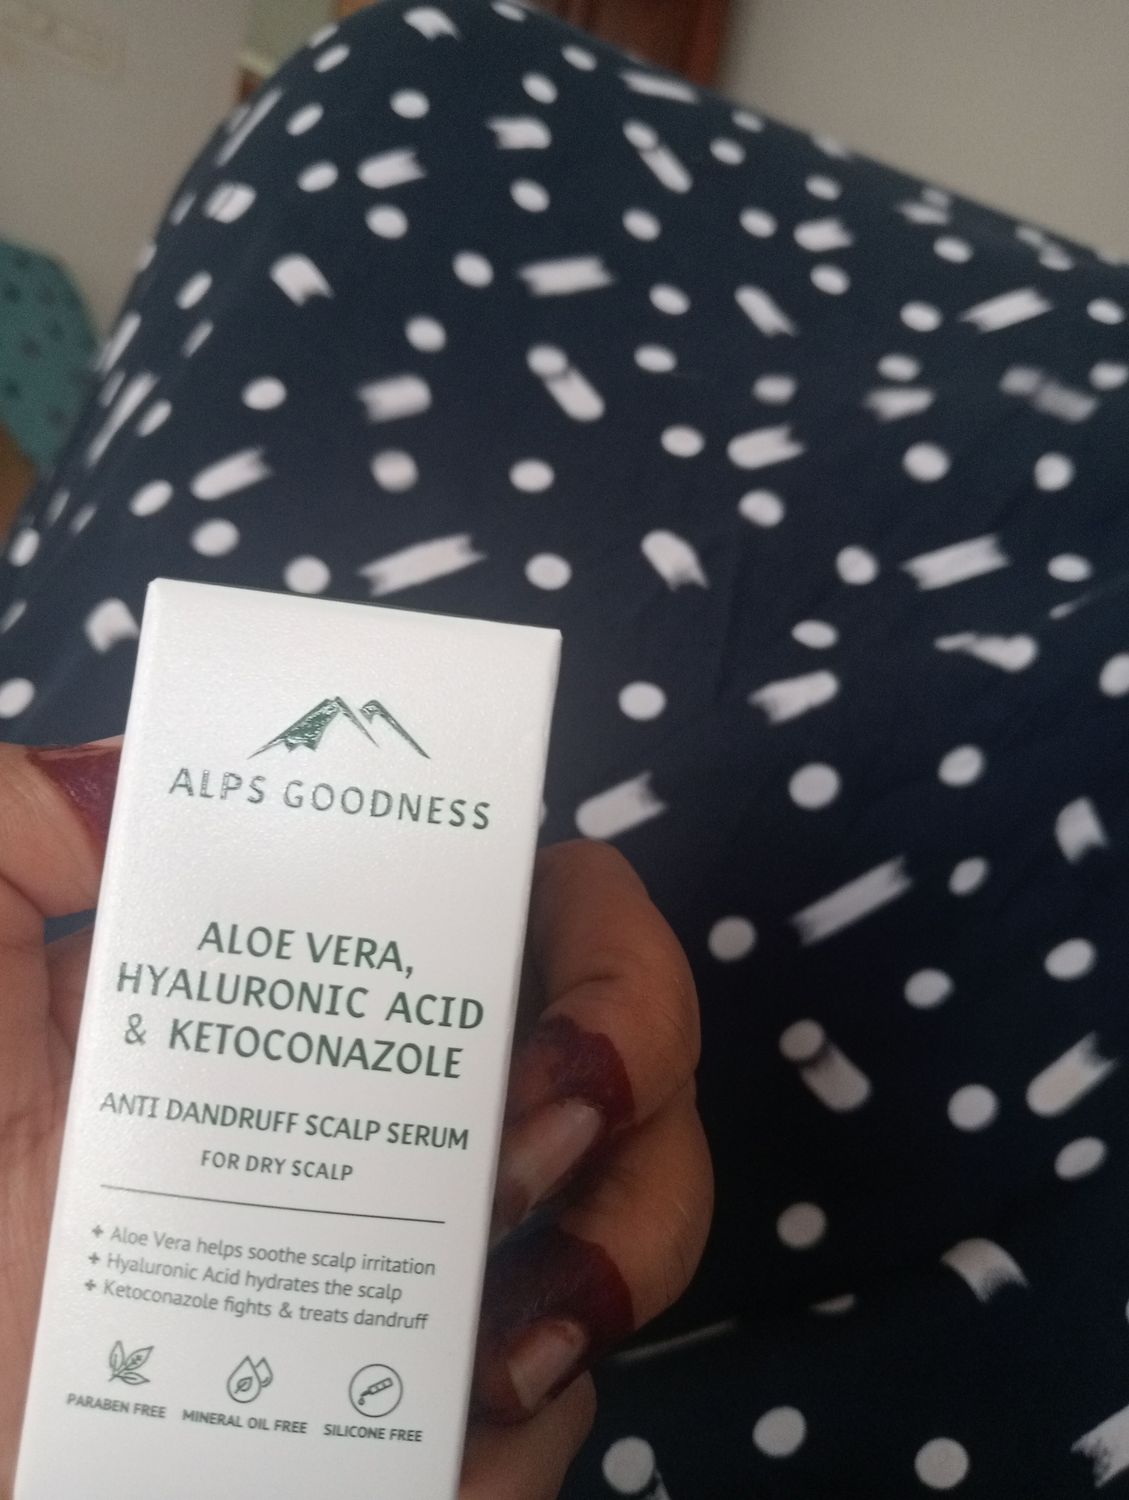 ALPS GOODNESS
ALOE VERA,
HYALURONIC ACID
& KETOCONAZOLE
ANTI DANDRUFF SCALP SERUM
FOR DRY SCALP
+ Aloe Vera helps soothe scalp irritation
+ Hyaluronic Acid hydrates the scalp
+ Ketoconazole fights & treats dandruff
PARABEN FREE
MINERAL OIL FREE
SILICONE FREE